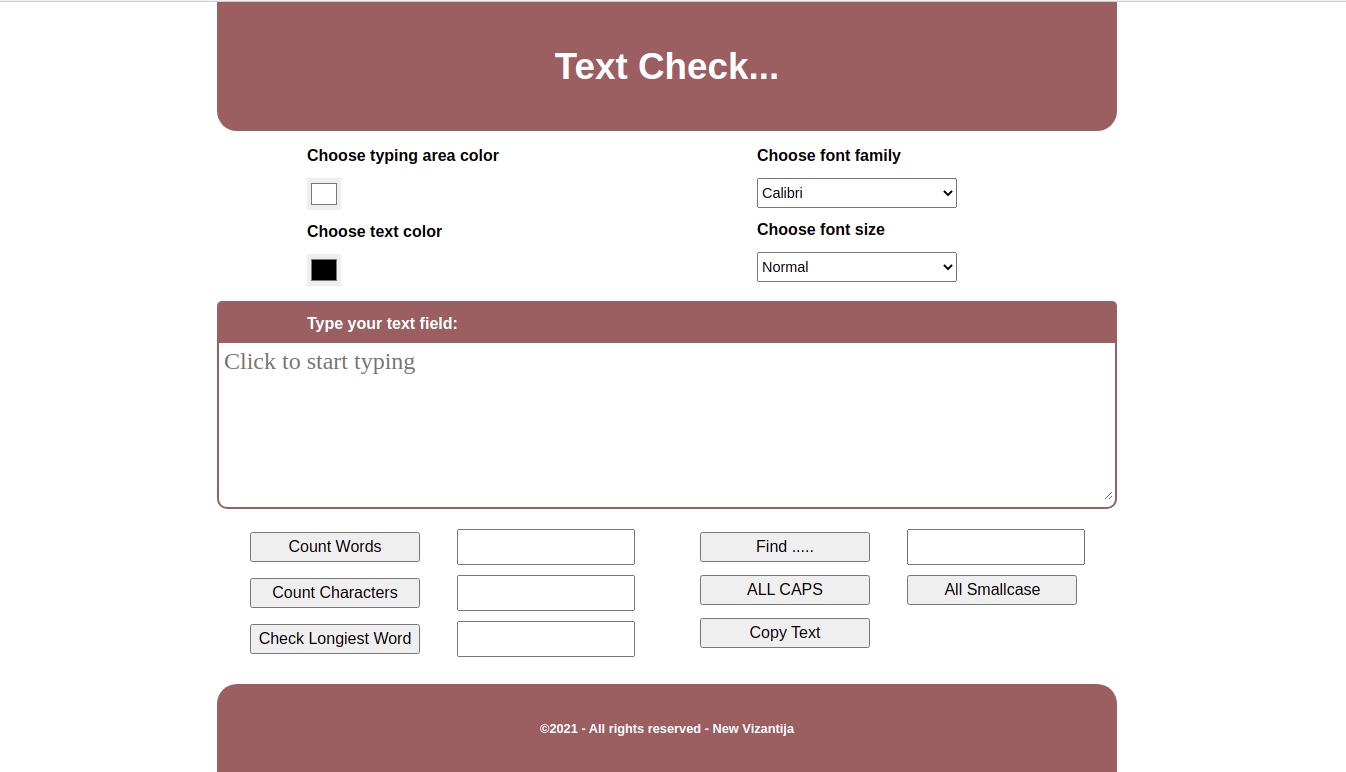 Text Check...
Choose typing area color
Choose font family
Calibri
Choose text color
Choose font size
Normal
Type your text field:
Click to start typing
Count Words
Find .....
Count Characters
ALL CAPS
All Smallcase
Check Longiest Word
Copy Text
©2021 - All rights reserved - New Vizantija